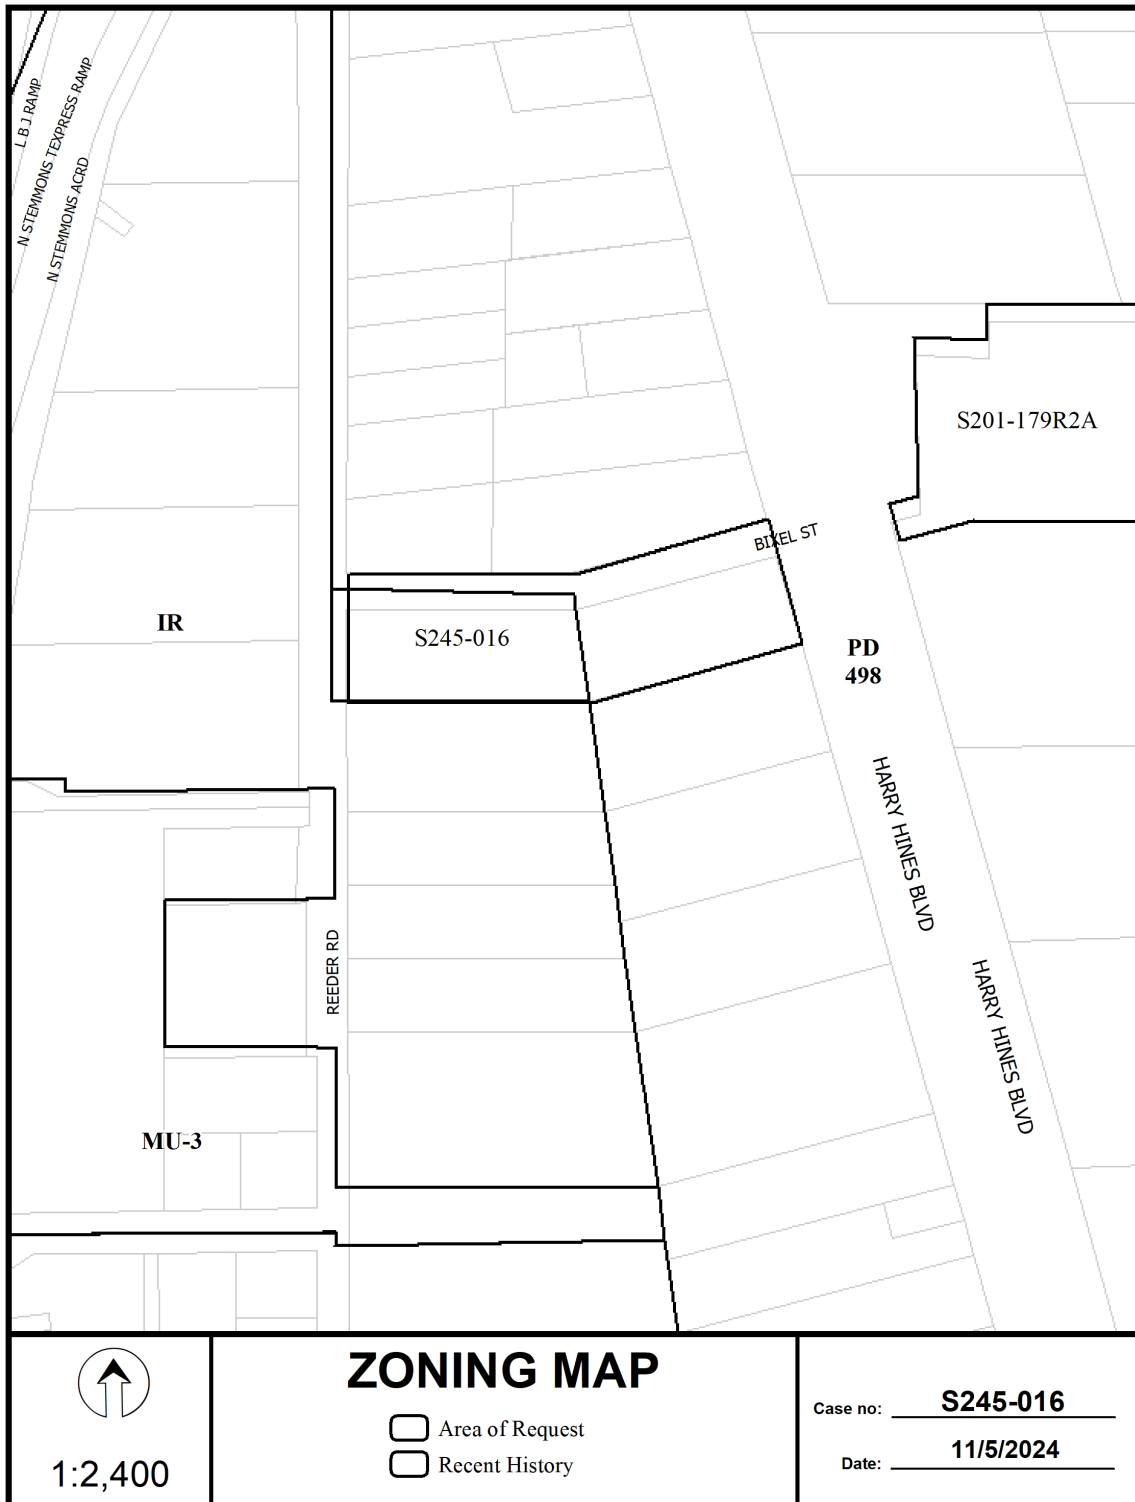 L B J RAMP
N STEMMONS TEXPRESS RAMP
N STEMMONS ACRD
S201-179R2A
BIXEL ST
IR
S245-016
PD
498
HARRY HINES BLVD
REEDER RD
HARRY HINES BLVD
MU-3
ZONING MAP
Area of Request
Recent History
1:2,400
Case no: S245-016
Date: 11/5/2024